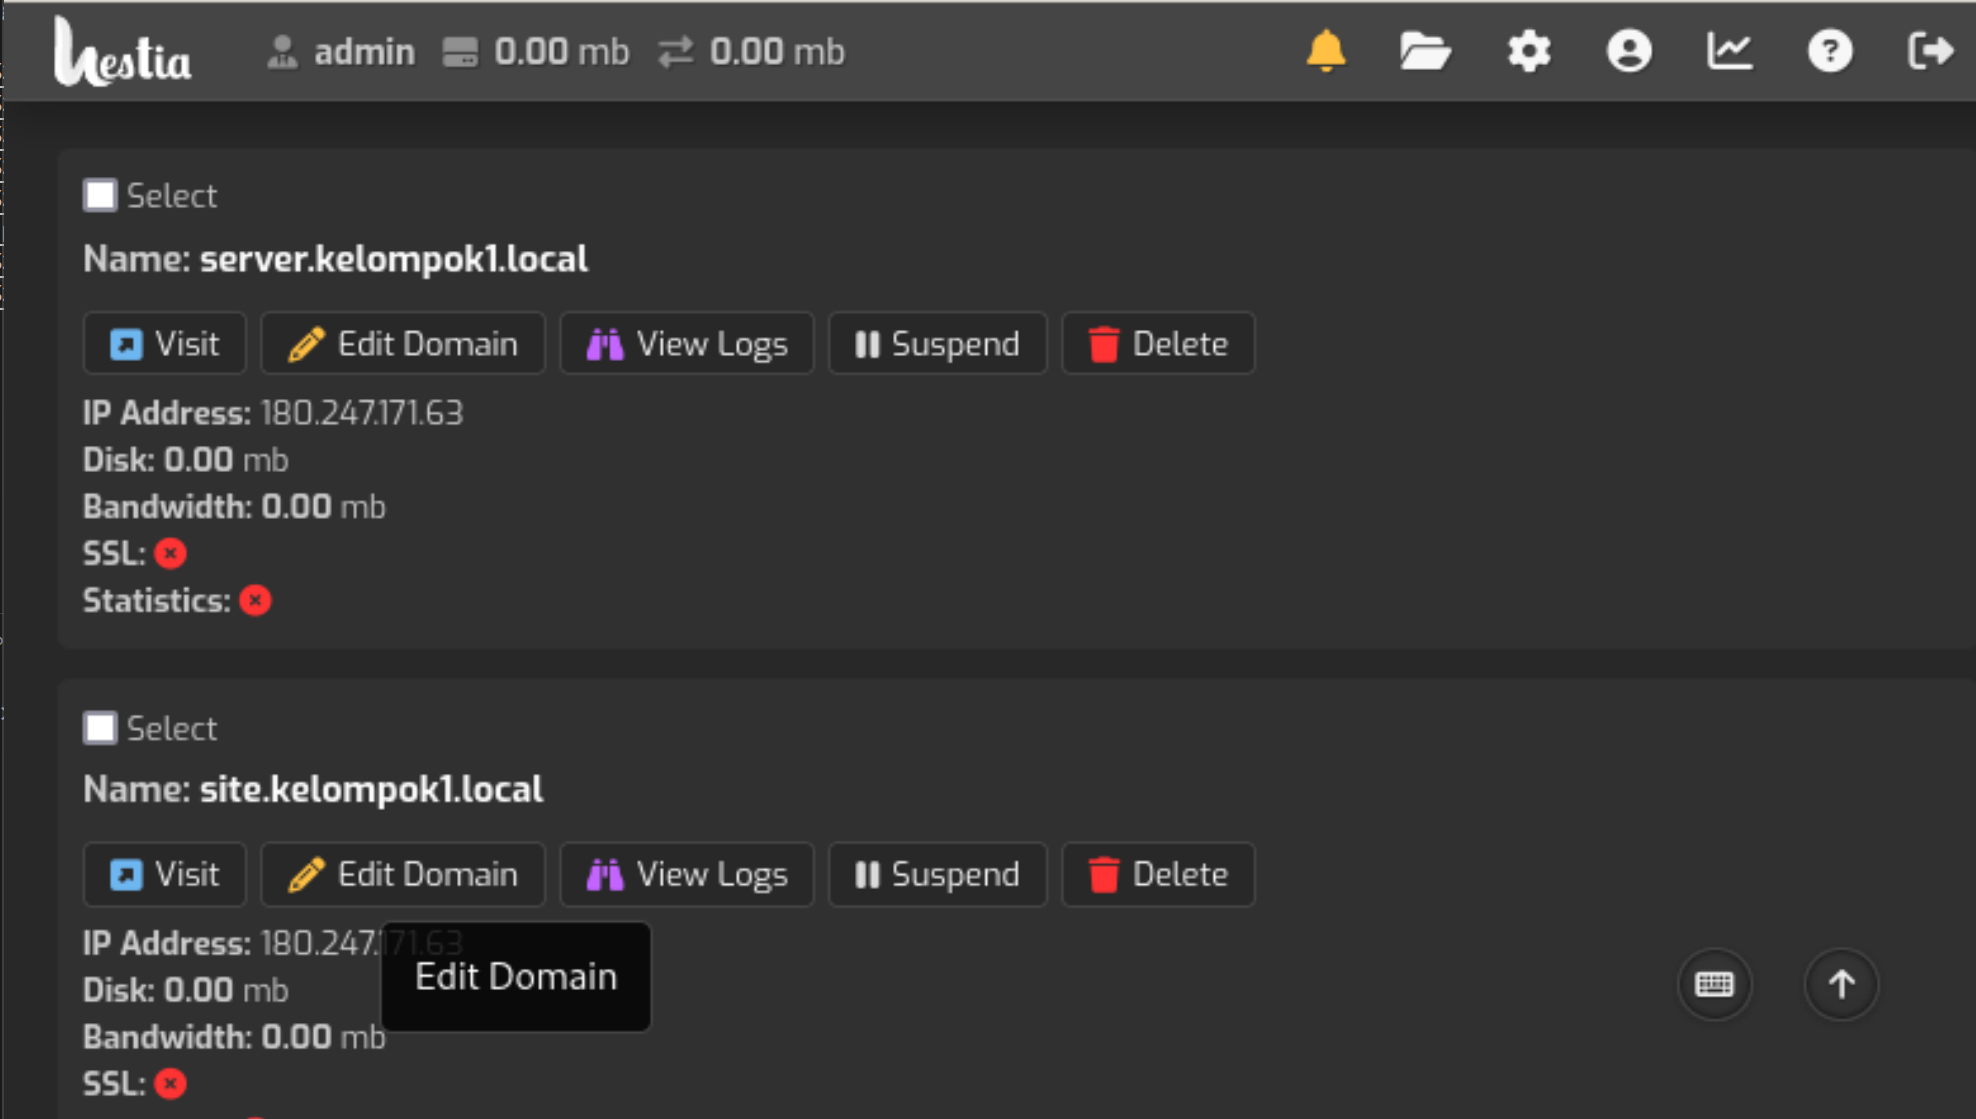 hestia admin 0.00 mb 0.00 mb
Select
Name: server.kelompok1.local
Visit Edit Domain View Logs Suspend Delete
IP Address: 180.247.171.63
Disk: 0.00 mb
Bandwidth: 0.00 mb
SSL:
Statistics:
Select
Name: site.kelompok1.local
Visit Edit Domain View Logs Suspend Delete
IP Address: 180.247.171.63
Edit Domain
Disk: 0.00 mb
Bandwidth: 0.00 mb
SSL: